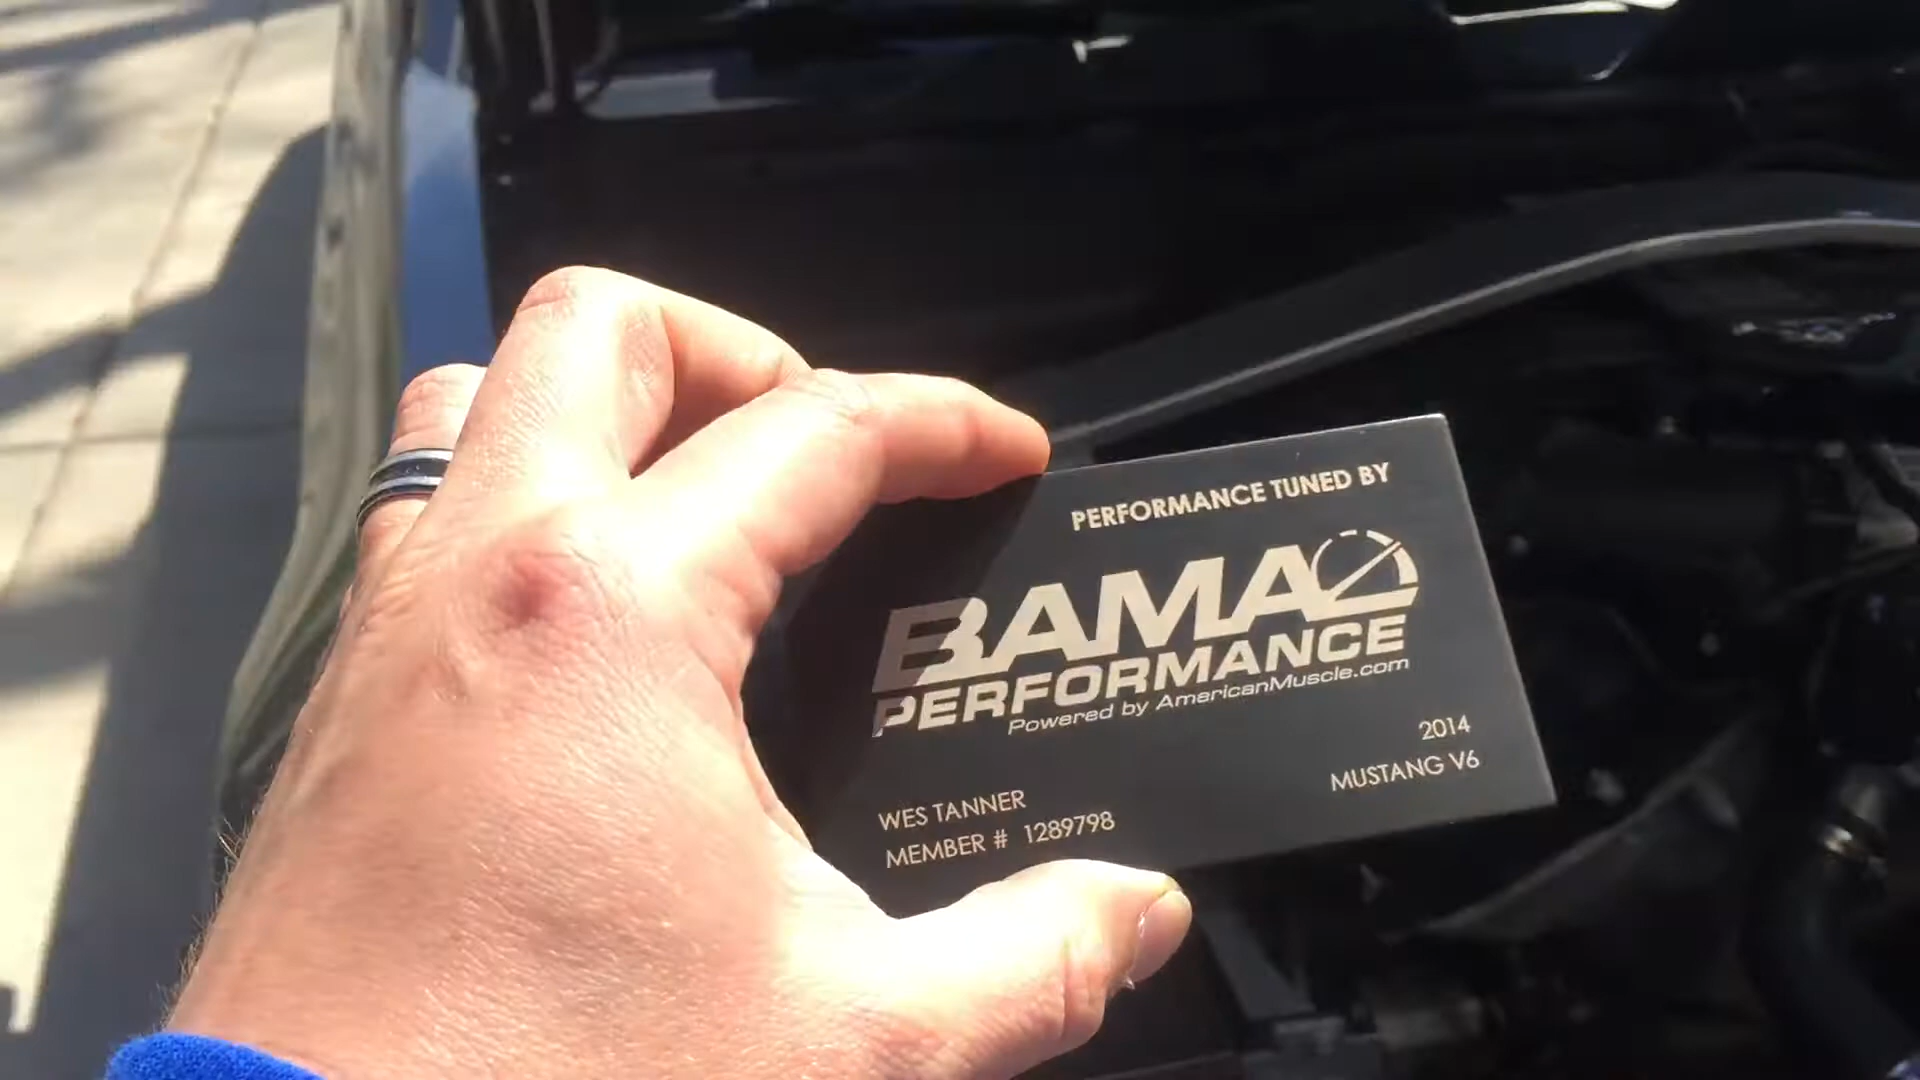 PERFORMANCE TUNED BY
BAMA
PERFORMANCE
Powered by AmericanMuscle.com
2014
MUSTANG V6
WES TANNER
MEMBER # 1289798